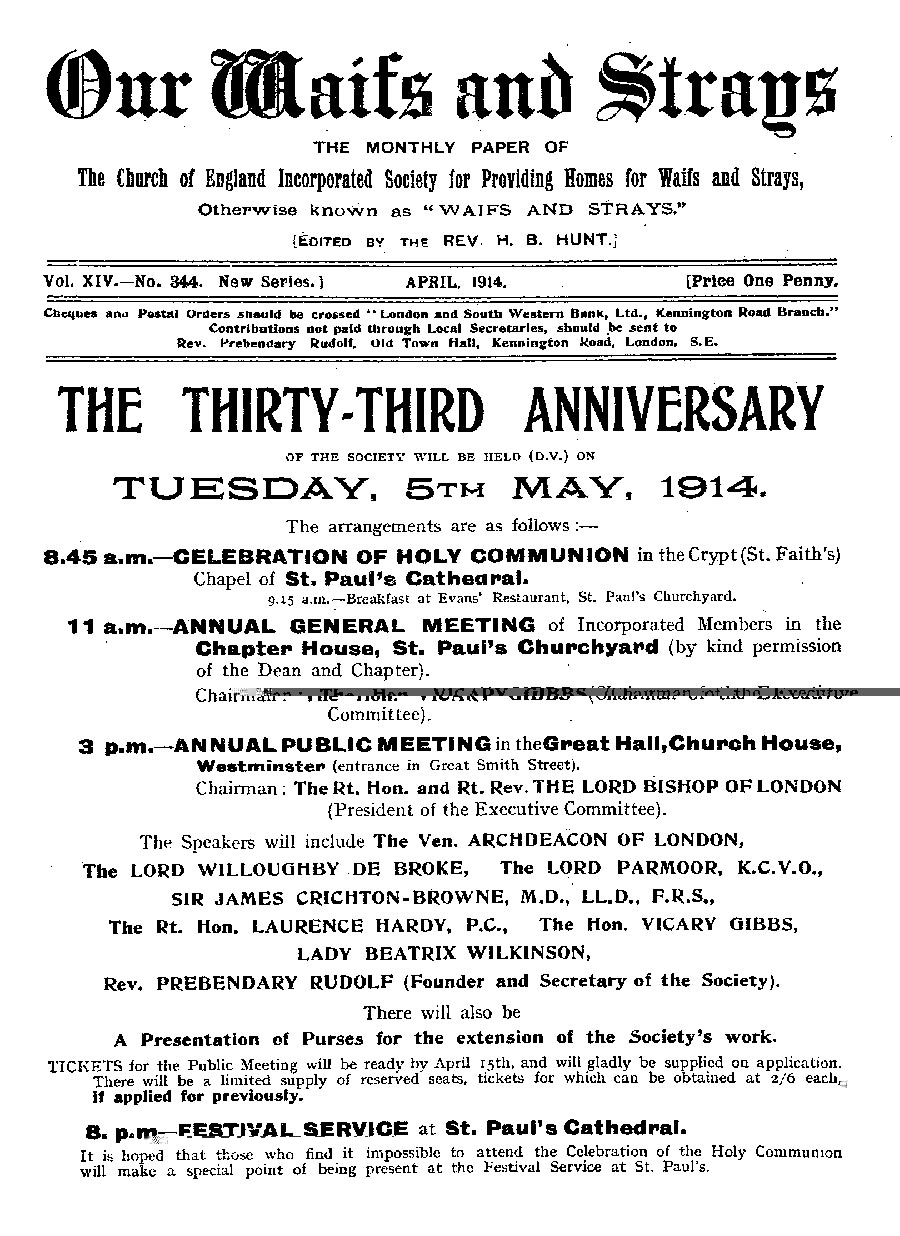 Our Waifs and Strays
THE MONTHLY PAPER OF
The Church of England Incorporated Society for Providing Homes for Waifs and Strays,
Otherwise known as “WAIFS AND STRAYS.”
[EDITED BY THE REV. H. B. HUNT.]
Vol. XIV.—No. 344. New Series.] APRIL, 1914. [Price One Penny.
Cheques and Postal Orders should be crossed “London and South Western Bank, Ltd., Kennington Road Branch.”
Contributions not paid through Local Secretaries, should be sent to
Rev. Prebendary Rudolf, Old Town Hall, Kennington Road, London, S.E.
THE THIRTY-THIRD ANNIVERSARY
OF THE SOCIETY WILL BE HELD (D.V.) ON
TUESDAY, 5TH MAY, 1914.
The arrangements are as follows :—
8.45 a.m.—CELEBRATION OF HOLY COMMUNION in the Crypt (St. Faith's)
Chapel of St. Paul's Cathedral.
9.15 a.m.—Breakfast at Evans' Restaurant, St. Paul's Churchyard.
11 a.m.—ANNUAL GENERAL MEETING of Incorporated Members in the
Chapter House, St. Paul's Churchyard (by kind permission
of the Dean and Chapter).
Chairman: The Hon. VICARY GIBBS (Chairman of the Executive
Committee).
3 p.m.—ANNUAL PUBLIC MEETING in the Great Hall, Church House,
Westminster (entrance in Great Smith Street).
Chairman : The Rt. Hon. and Rt. Rev. THE LORD BISHOP OF LONDON
(President of the Executive Committee).
The Speakers will include The Ven. ARCHDEACON OF LONDON,
The LORD WILLOUGHBY DE BROKE, The LORD PARMOOR, K.C.V.O.,
SIR JAMES CRICHTON-BROWNE, M.D., LL.D., F.R.S.,
The Rt. Hon. LAURENCE HARDY, P.C., The Hon. VICARY GIBBS,
LADY BEATRIX WILKINSON,
Rev. PREBENDARY RUDOLF (Founder and Secretary of the Society).
There will also be
A Presentation of Purses for the extension of the Society's work.
TICKETS for the Public Meeting will be ready by April 15th, and will gladly be supplied on application.
There will be a limited supply of reserved seats, tickets for which can be obtained at 2/6 each,
if applied for previously.
8. p.m—FESTIVAL SERVICE at St. Paul's Cathedral.
It is hoped that those who find it impossible to attend the Celebration of the Holy Communion
will make a special point of being present at the Festival Service at St. Paul's.